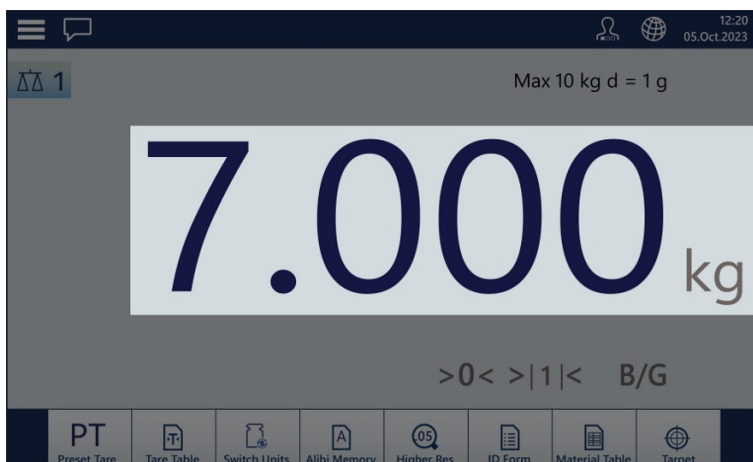 12:20
05.Oct.2023
1
Max 10 kg d = 1 g
7.000 kg
>0< >|1|< B/G
PT
Preset Tare
T
Tare Table
Switch Units
A
Alibi Memory
.05
Higher Res.
ID Form
Material Table
Target